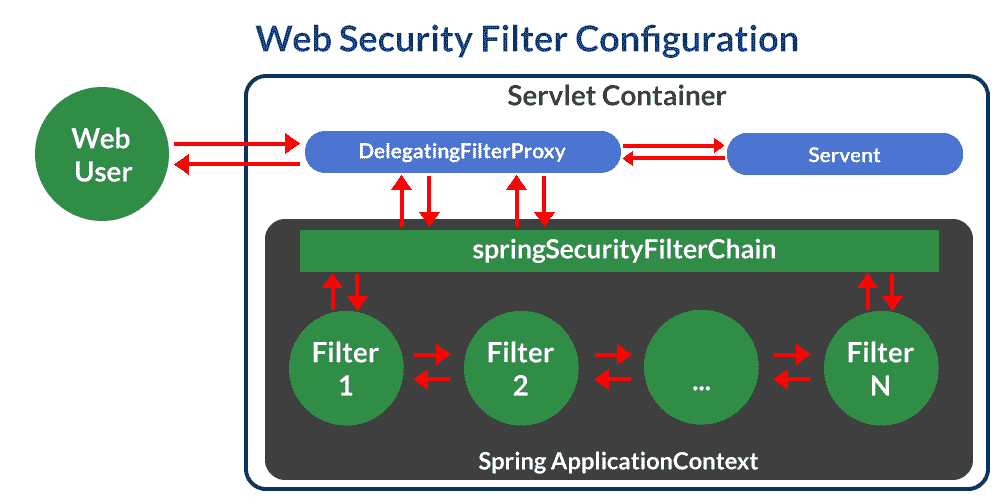 Web Security Filter Configuration
Servlet Container
Web
User
DelegatingFilterProxy
Servent
springSecurityFilterChain
Filter
1
Filter
2
...
Filter
N
Spring ApplicationContext